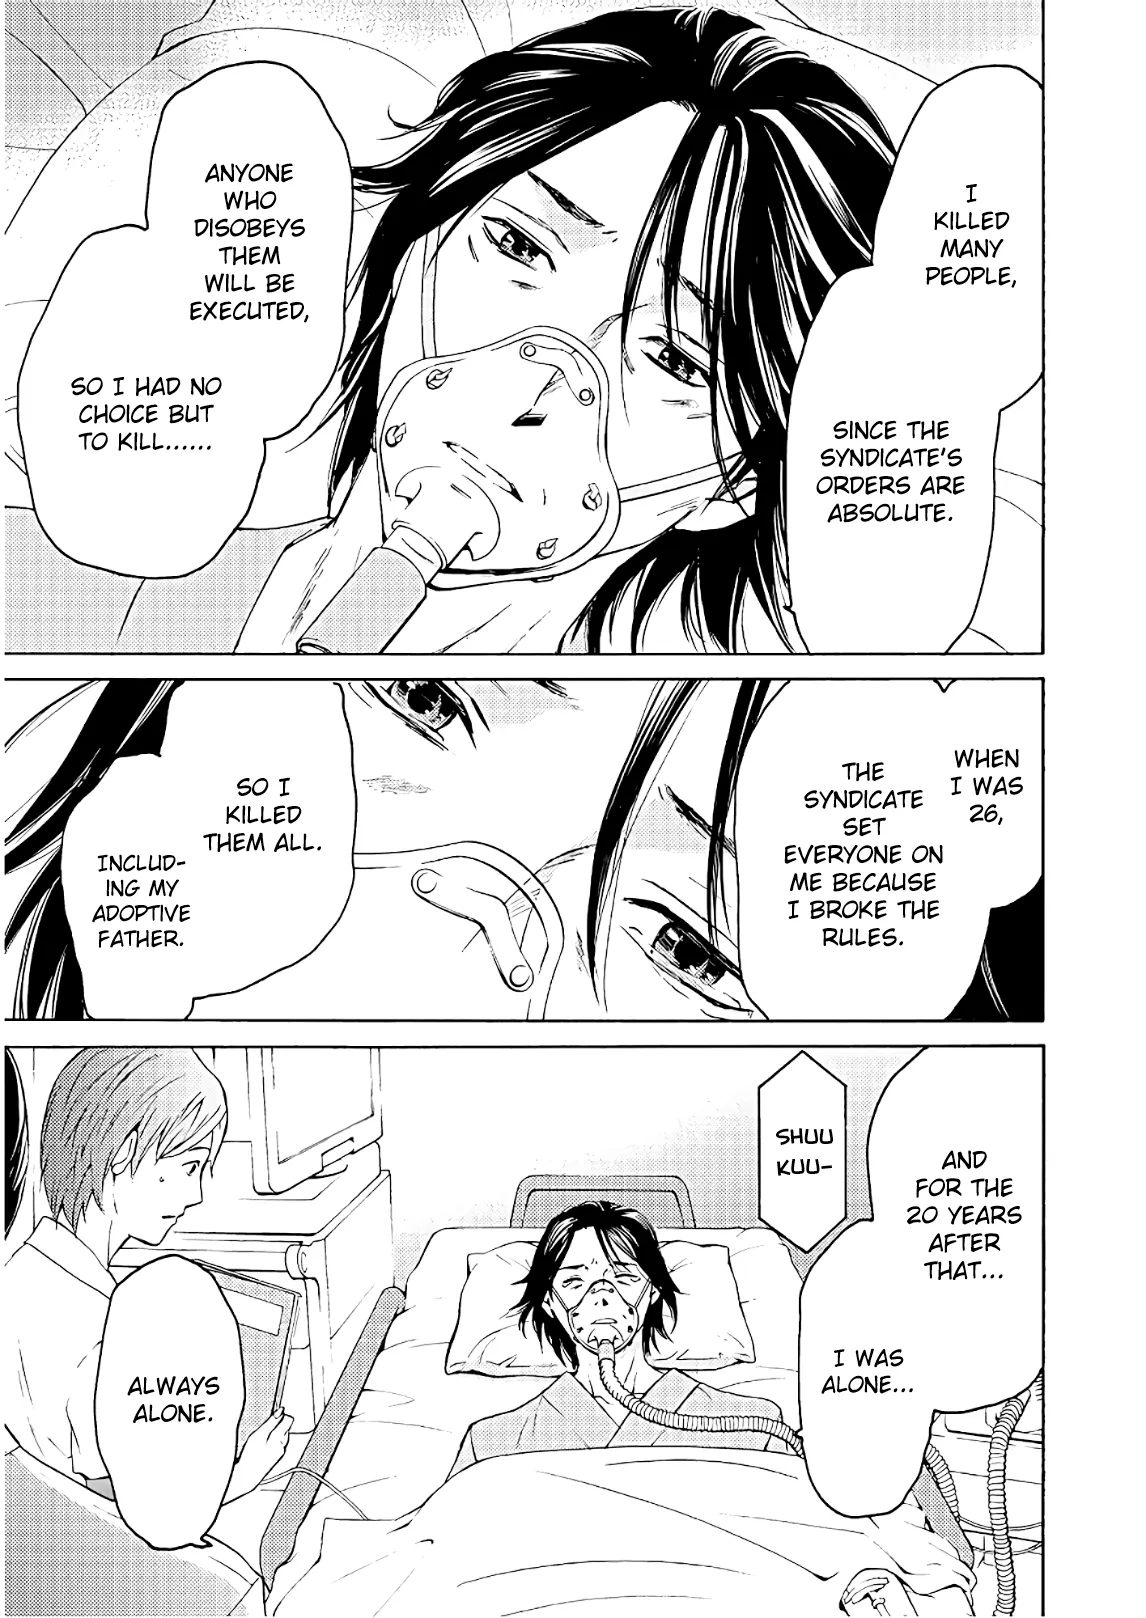 I
KILLED
MANY
PEOPLE,
SINCE THE
SYNDICATE'S
ORDERS ARE
ABSOLUTE.
ANYONE
WHO
DISOBEYS
THEM
WILL BE
EXECUTED,
SO I HAD NO
CHOICE BUT
TO KILL......
WHEN
I WAS
26,
THE
SYNDICATE
SET
EVERYONE ON
ME BECAUSE
I BROKE THE
RULES.
SO I
KILLED
THEM ALL.
INCLUD-
ING MY
ADOPTIVE
FATHER.
AND
FOR THE
20 YEARS
AFTER
THAT...
I WAS
ALONE...
SHUU
KUU-
ALWAYS
ALONE.